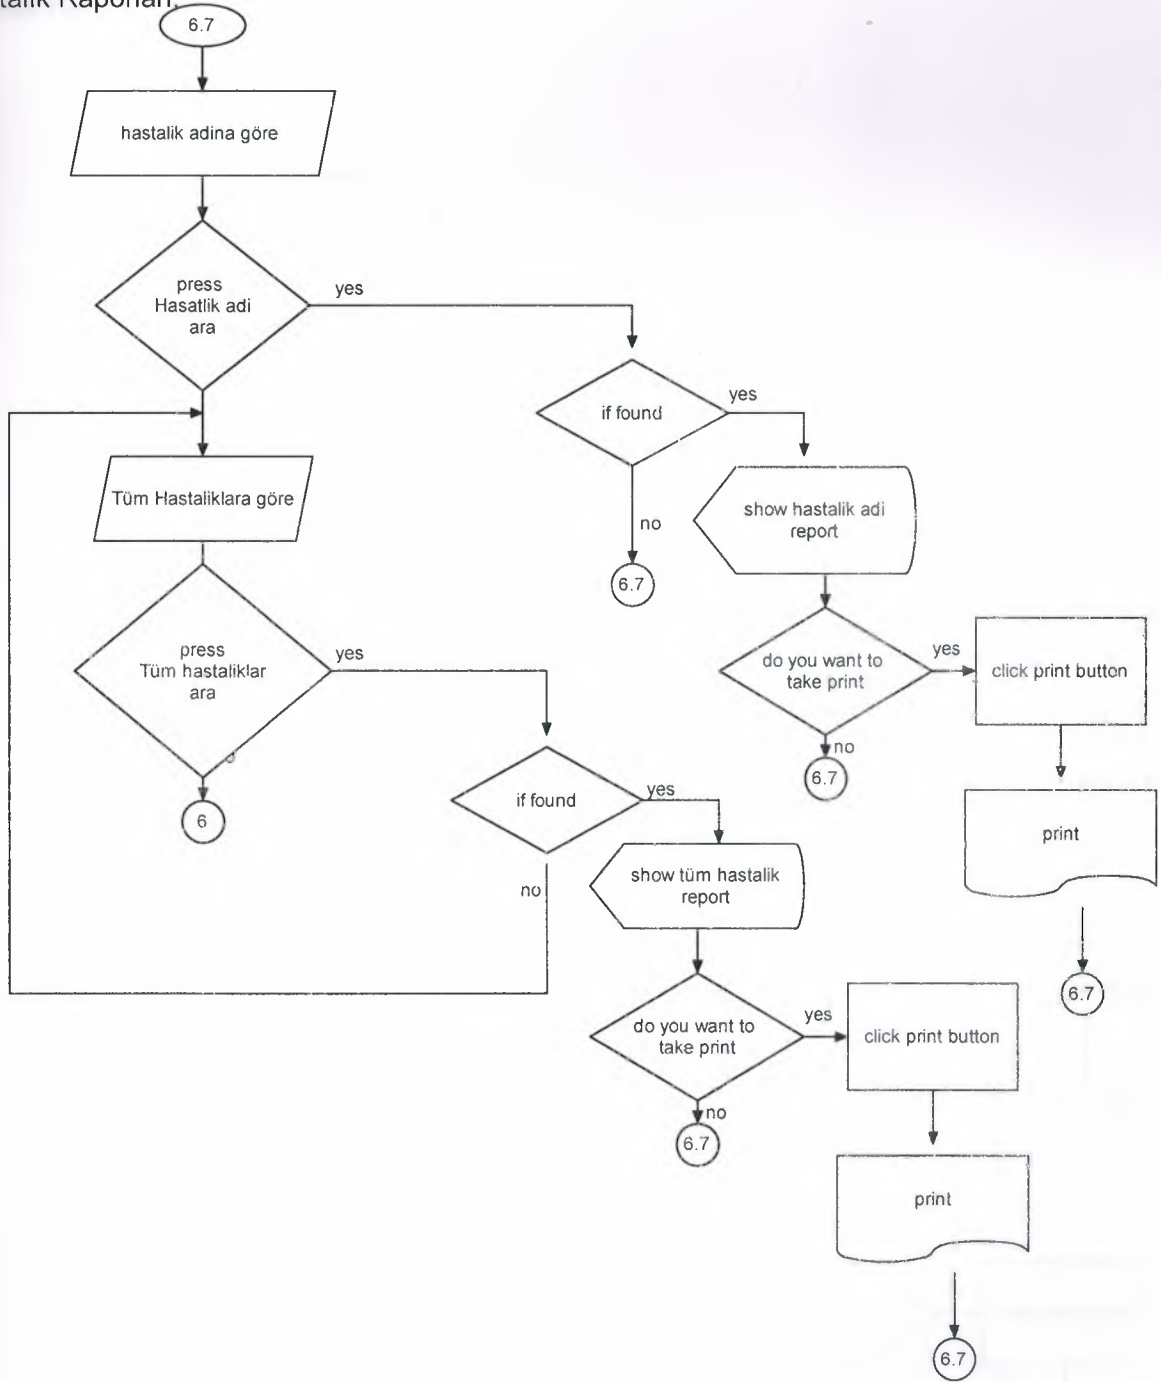 6.7
hastalik adina göre
press
Hasatlik adi
ara
yes
if found
yes
no
6.7
show hastalik adi
report
do you want to
take print
yes
click print button
no
6.7
print
6.7
Tüm Hastaliklara göre
press
Tüm hastaliklar
ara
yes
6
if found
yes
no
show tüm hastalik
report
do you want to
take print
yes
click print button
no
6.7
print
6.7